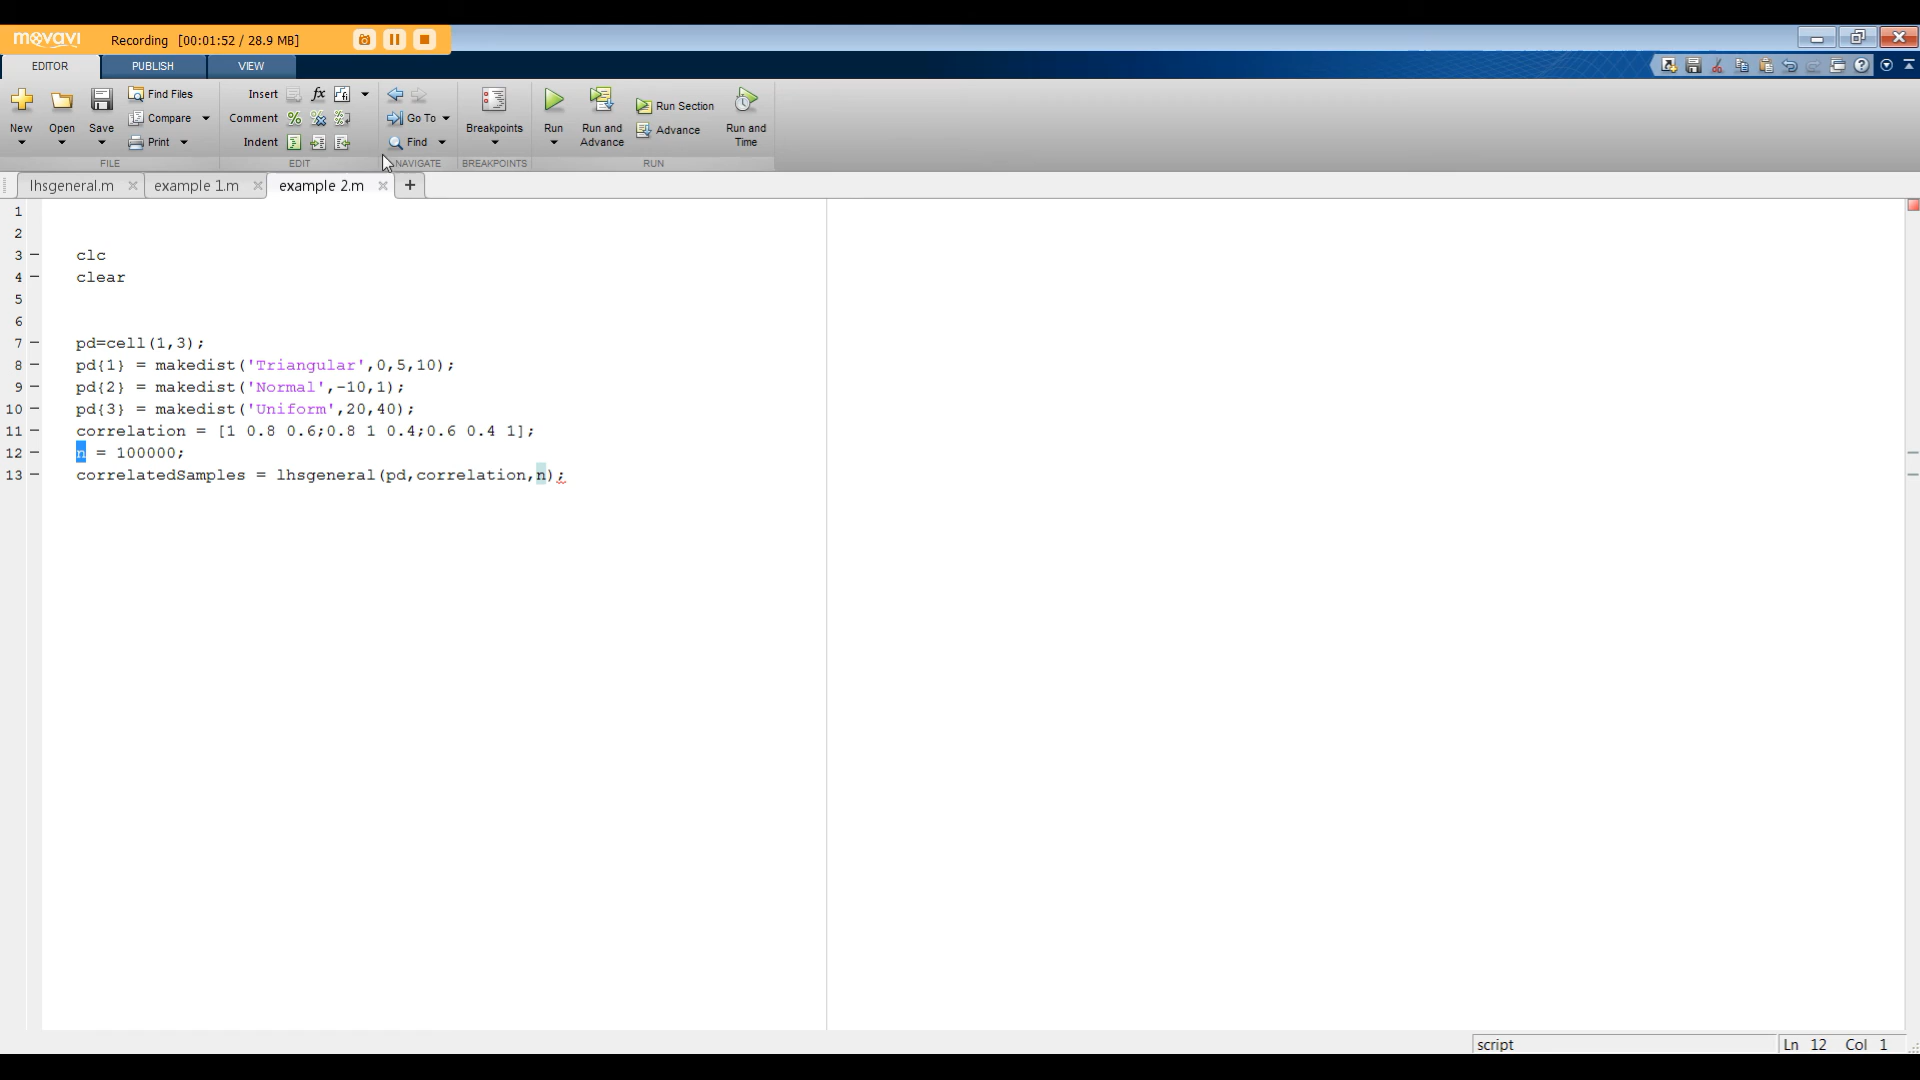 movavi Recording [00:01:52 / 28.9 MB]
EDITOR PUBLISH VIEW
New Open Save Find Files Compare Print
FILE
Insert fx Comment Indent
EDIT
Go To Find
NAVIGATE
Breakpoints
BREAKPOINTS
Run Run and Advance Run Section Advance Run and Time
RUN
lhsgeneral.m example 1.m example 2.m +
1
2
3 clc
4 clear
5
6
7 pd=cell(1,3);
8 pd{1} = makedist('Triangular',0,5,10);
9 pd{2} = makedist('Normal',-10,1);
10 pd{3} = makedist('Uniform',20,40);
11 correlation = [1 0.8 0.6;0.8 1 0.4;0.6 0.4 1];
12 n = 100000;
13 correlatedSamples = lhsgeneral(pd,correlation,n);
script Ln 12 Col 1